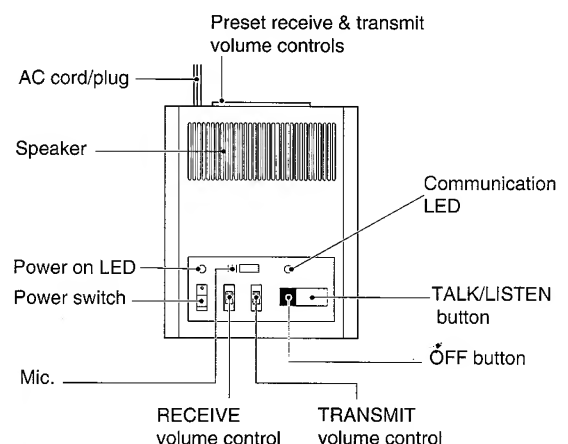 Preset receive & transmit
volume controls
AC cord/plug
Speaker
Communication
LED
Power on LED
Power switch
TALK/LISTEN
button
OFF button
Mic.
RECEIVE
volume control
TRANSMIT
volume control